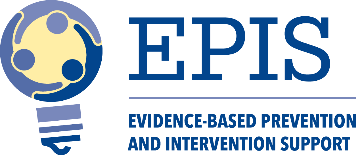 EPIS
EVIDENCE-BASED PREVENTION
AND INTERVENTION SUPPORT